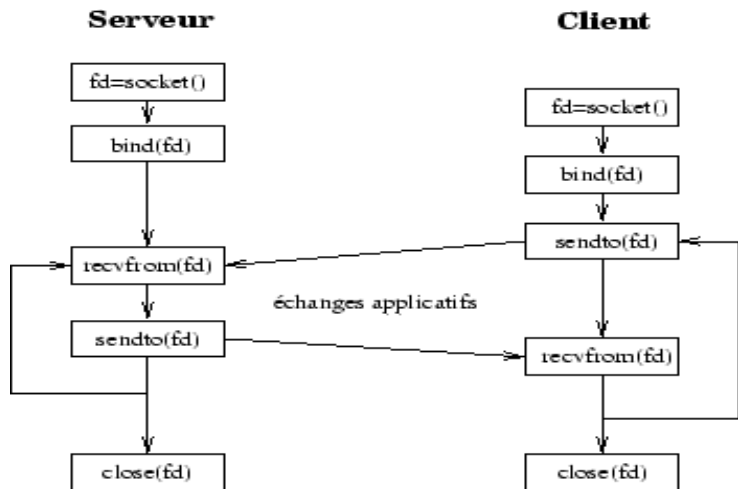 Serveur
Client
fd=socket()
bind(fd)
recvfrom(fd)
sendto(fd)
close(fd)
échanges applicatifs
fd=socket()
bind(fd)
sendto(fd)
recvfrom(fd)
close(fd)